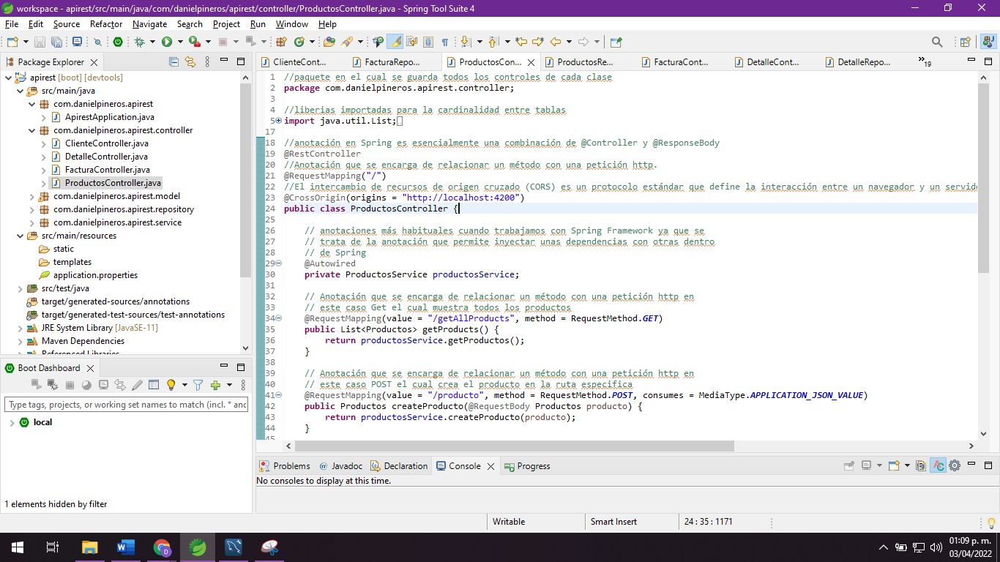 workspace - apirest/src/main/java/com/danielpineros/apirest/controller/ProductosController.java - Spring Tool Suite 4
File Edit Source Refactor Navigate Search Project Run Window Help
Package Explorer
apirest [boot] [devtools]
src/main/java
com.danielpineros.apirest
ApirestApplication.java
com.danielpineros.apirest.controller
ClienteController.java
DetalleController.java
FacturaController.java
ProductosController.java
com.danielpineros.apirest.model
com.danielpineros.apirest.repository
com.danielpineros.apirest.service
src/main/resources
static
templates
application.properties
src/test/java
target/generated-sources/annotations
target/generated-test-sources/test-annotations
JRE System Library [JavaSE-11]
Maven Dependencies
Referenced Libraries
Boot Dashboard
Type tags, projects, or working set names to match (incl. * and
local
1 elements hidden by filter
ClienteCont... FacturaRepo... ProductosCon... ProductosRe... FacturaCont... DetalleCont... DetalleRepo... »19
1 //paquete en el cual se guarda todos los controles de cada clase
2 package com.danielpineros.apirest.controller;
3
4 //liberias importadas para la cardinalidad entre tablas
5 import java.util.List;
17
18 //anotación en Spring es esencialmente una combinación de @Controller y @ResponseBody
19 @RestController
20 //Anotación que se encarga de relacionar un método con una petición http.
21 @RequestMapping("/")
22 //El intercambio de recursos de origen cruzado (CORS) es un protocolo estándar que define la interacción entre un navegador y un servido
23 @CrossOrigin(origins = "http://localhost:4200")
24 public class ProductosController {
25
26 // anotaciones más habituales cuando trabajamos con Spring Framework ya que se
27 // trata de la anotación que permite inyectar unas dependencias con otras dentro
28 // de Spring
29 @Autowired
30 private ProductosService productosService;
31
32 // Anotación que se encarga de relacionar un método con una petición http en
33 // este caso Get el cual muestra todos los productos
34 @RequestMapping(value = "/getAllProducts", method = RequestMethod.GET)
35 public List<Productos> getProducts() {
36 return productosService.getProductos();
37 }
38
39 // Anotación que se encarga de relacionar un método con una petición http en
40 // este caso POST el cual crea el producto en la ruta especifica
41 @RequestMapping(value = "/producto", method = RequestMethod.POST, consumes = MediaType.APPLICATION_JSON_VALUE)
42 public Productos createProducto(@RequestBody Productos producto) {
43 return productosService.createProducto(producto);
44 }
45
Problems @ Javadoc Declaration Console Progress
No consoles to display at this time.
Writable Smart Insert 24 : 35 : 1171
01:09 p. m.
03/04/2022